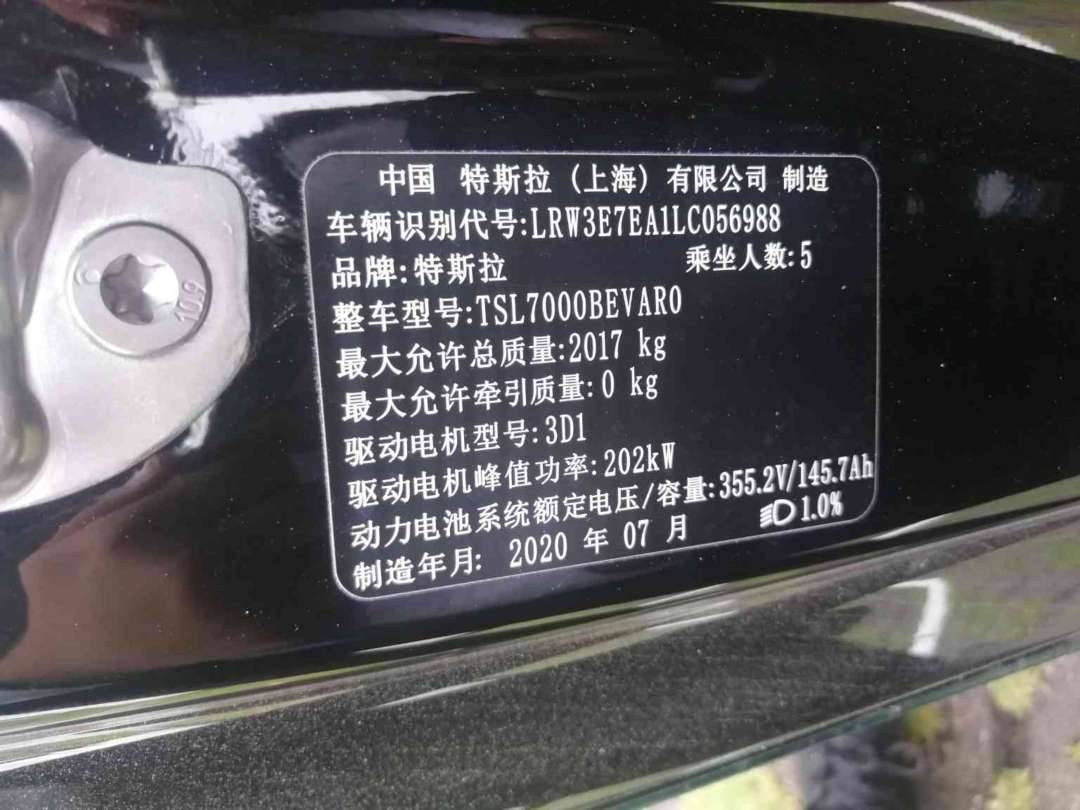 中国 特斯拉 (上海) 有限公司 制造
车辆识别代号:LRW3E7EA1LC056988
品牌:特斯拉 乘坐人数:5
整车型号:TSL7000BEVAR0
最大允许总质量:2017 kg
最大允许牵引质量:0 kg
驱动电机型号:3D1
驱动电机峰值功率:202kW
动力电池系统额定电压/容量:355.2V/145.7Ah
制造年月: 2020 年 07 月 1.0%
10.9